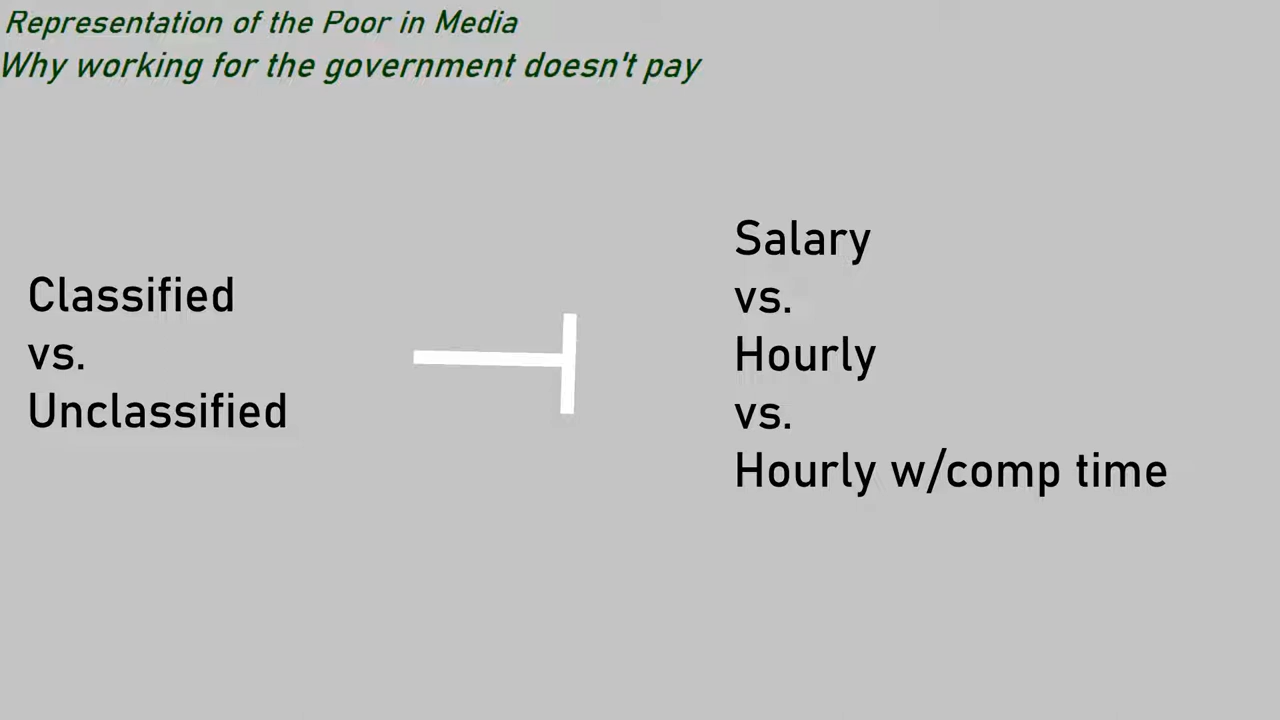 Representation of the Poor in Media
Why working for the government doesn't pay
Classified
vs.
Unclassified
Salary
vs.
Hourly
vs.
Hourly w/comp time